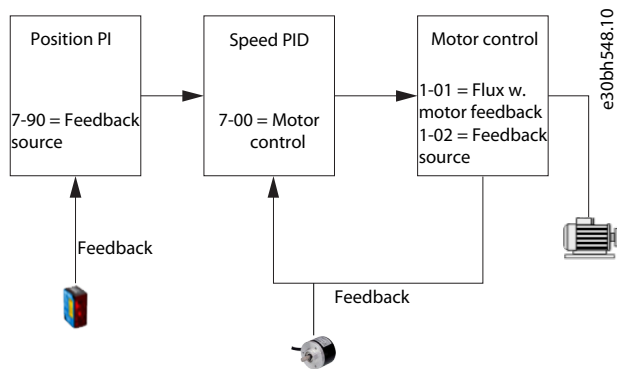 Position PI
7-90 = Feedback
source
Speed PID
7-00 = Motor
control
Motor control
1-01 = Flux w.
motor feedback
1-02 = Feedback
source
e30bh548.10
Feedback
Feedback